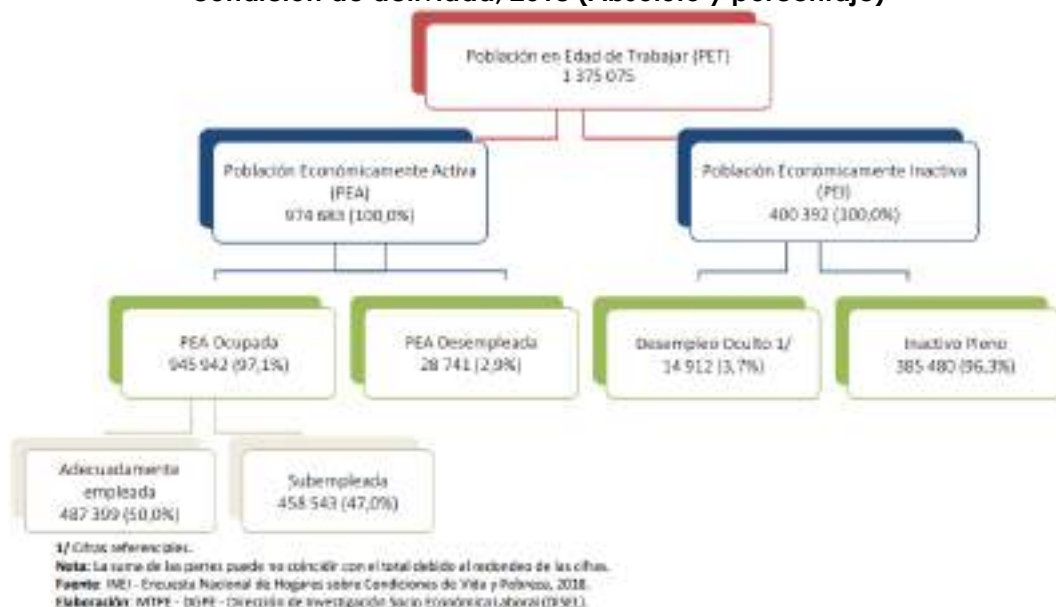 condición de actividad, 2018 (Absoluto y porcentaje)
Población en Edad de Trabajar (PET)
1 375 075
Población Económicamente Activa
(PEA)
974 683 (100,0%)
Población Económicamente Inactiva
(PEI)
400 392 (100,0%)
PEA Ocupada
945 942 (97,1%)
PEA Desempleada
28 741 (2,9%)
Desempleo Oculto 1/
14 912 (3,7%)
Inactivo Pleno
385 480 (96,3%)
Adecuadamente
empleada
487 399 (50,0%)
Subempleada
458 543 (47,0%)
1/ Cifras referenciales.
Nota: La suma de las partes puede no coincidir con el total debido al redondeo de las cifras.
Fuente: INEI - Encuesta Nacional de Hogares sobre Condiciones de Vida y Pobreza, 2018.
Elaboración: MTPE - DGPE - Dirección de Investigación Socio Económica Laboral (DISEL).